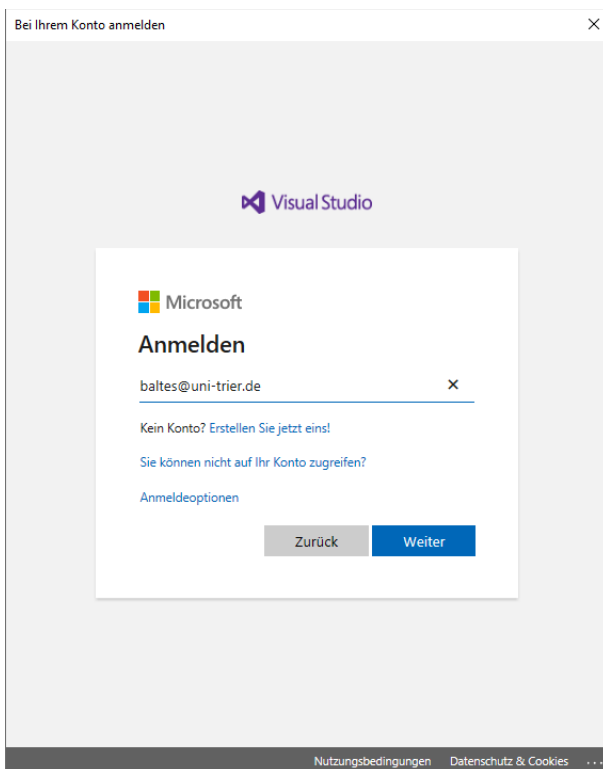 Bei Ihrem Konto anmelden
Visual Studio
Microsoft
Anmelden
baltes@uni-trier.de
Kein Konto? Erstellen Sie jetzt eins!
Sie können nicht auf Ihr Konto zugreifen?
Anmeldeoptionen
Zurück Weiter
Nutzungsbedingungen Datenschutz & Cookies ...